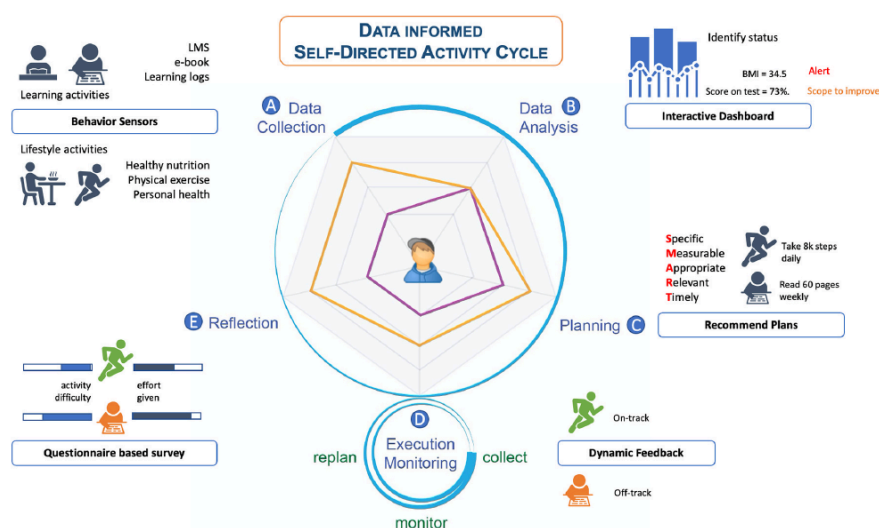 DATA INFORMED
SELF-DIRECTED ACTIVITY CYCLE
LMS
e-book
Learning logs
Learning activities
Behavior Sensors
Lifestyle activities
Healthy nutrition
Physical exercise
Personal health
A Data
Collection
Data B
Analysis
Identify status
BMI = 34.5 Alert
Score on test = 73%. Scope to improve
Interactive Dashboard
Specific
Measurable
Appropriate
Relevant
Timely
Take 8k steps
daily
Read 60 pages
weekly
Recommend Plans
E Reflection
Planning C
activity
difficulty
effort
given
Questionnaire based survey
D
Execution
Monitoring
replan
collect
monitor
On-track
Dynamic Feedback
Off-track